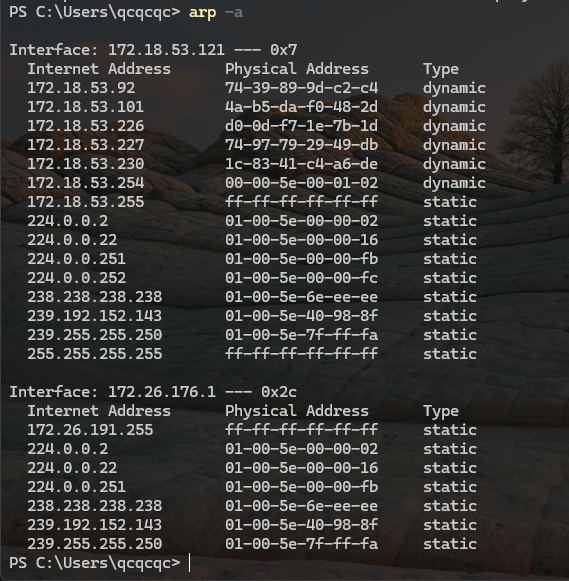 PS C:\Users\qcqcqc> arp -a
Interface: 172.18.53.121 --- 0x7
  Internet Address      Physical Address      Type
  172.18.53.92          74-39-89-9d-c2-c4     dynamic
  172.18.53.101         4a-b5-da-f0-48-2d     dynamic
  172.18.53.226         d0-0d-f7-1e-7b-1d     dynamic
  172.18.53.227         74-97-79-29-49-db     dynamic
  172.18.53.230         1c-83-41-c4-a6-de     dynamic
  172.18.53.254         00-00-5e-00-01-02     dynamic
  172.18.53.255         ff-ff-ff-ff-ff-ff     static
  224.0.0.2             01-00-5e-00-00-02     static
  224.0.0.22            01-00-5e-00-00-16     static
  224.0.0.251           01-00-5e-00-00-fb     static
  224.0.0.252           01-00-5e-00-00-fc     static
  238.238.238.238       01-00-5e-6e-ee-ee     static
  239.192.152.143       01-00-5e-40-98-8f     static
  239.255.255.250       01-00-5e-7f-ff-fa     static
  255.255.255.255       ff-ff-ff-ff-ff-ff     static
Interface: 172.26.176.1 --- 0x2c
  Internet Address      Physical Address      Type
  172.26.191.255        ff-ff-ff-ff-ff-ff     static
  224.0.0.2             01-00-5e-00-00-02     static
  224.0.0.22            01-00-5e-00-00-16     static
  224.0.0.251           01-00-5e-00-00-fb     static
  238.238.238.238       01-00-5e-6e-ee-ee     static
  239.192.152.143       01-00-5e-40-98-8f     static
  239.255.255.250       01-00-5e-7f-ff-fa     static
PS C:\Users\qcqcqc>